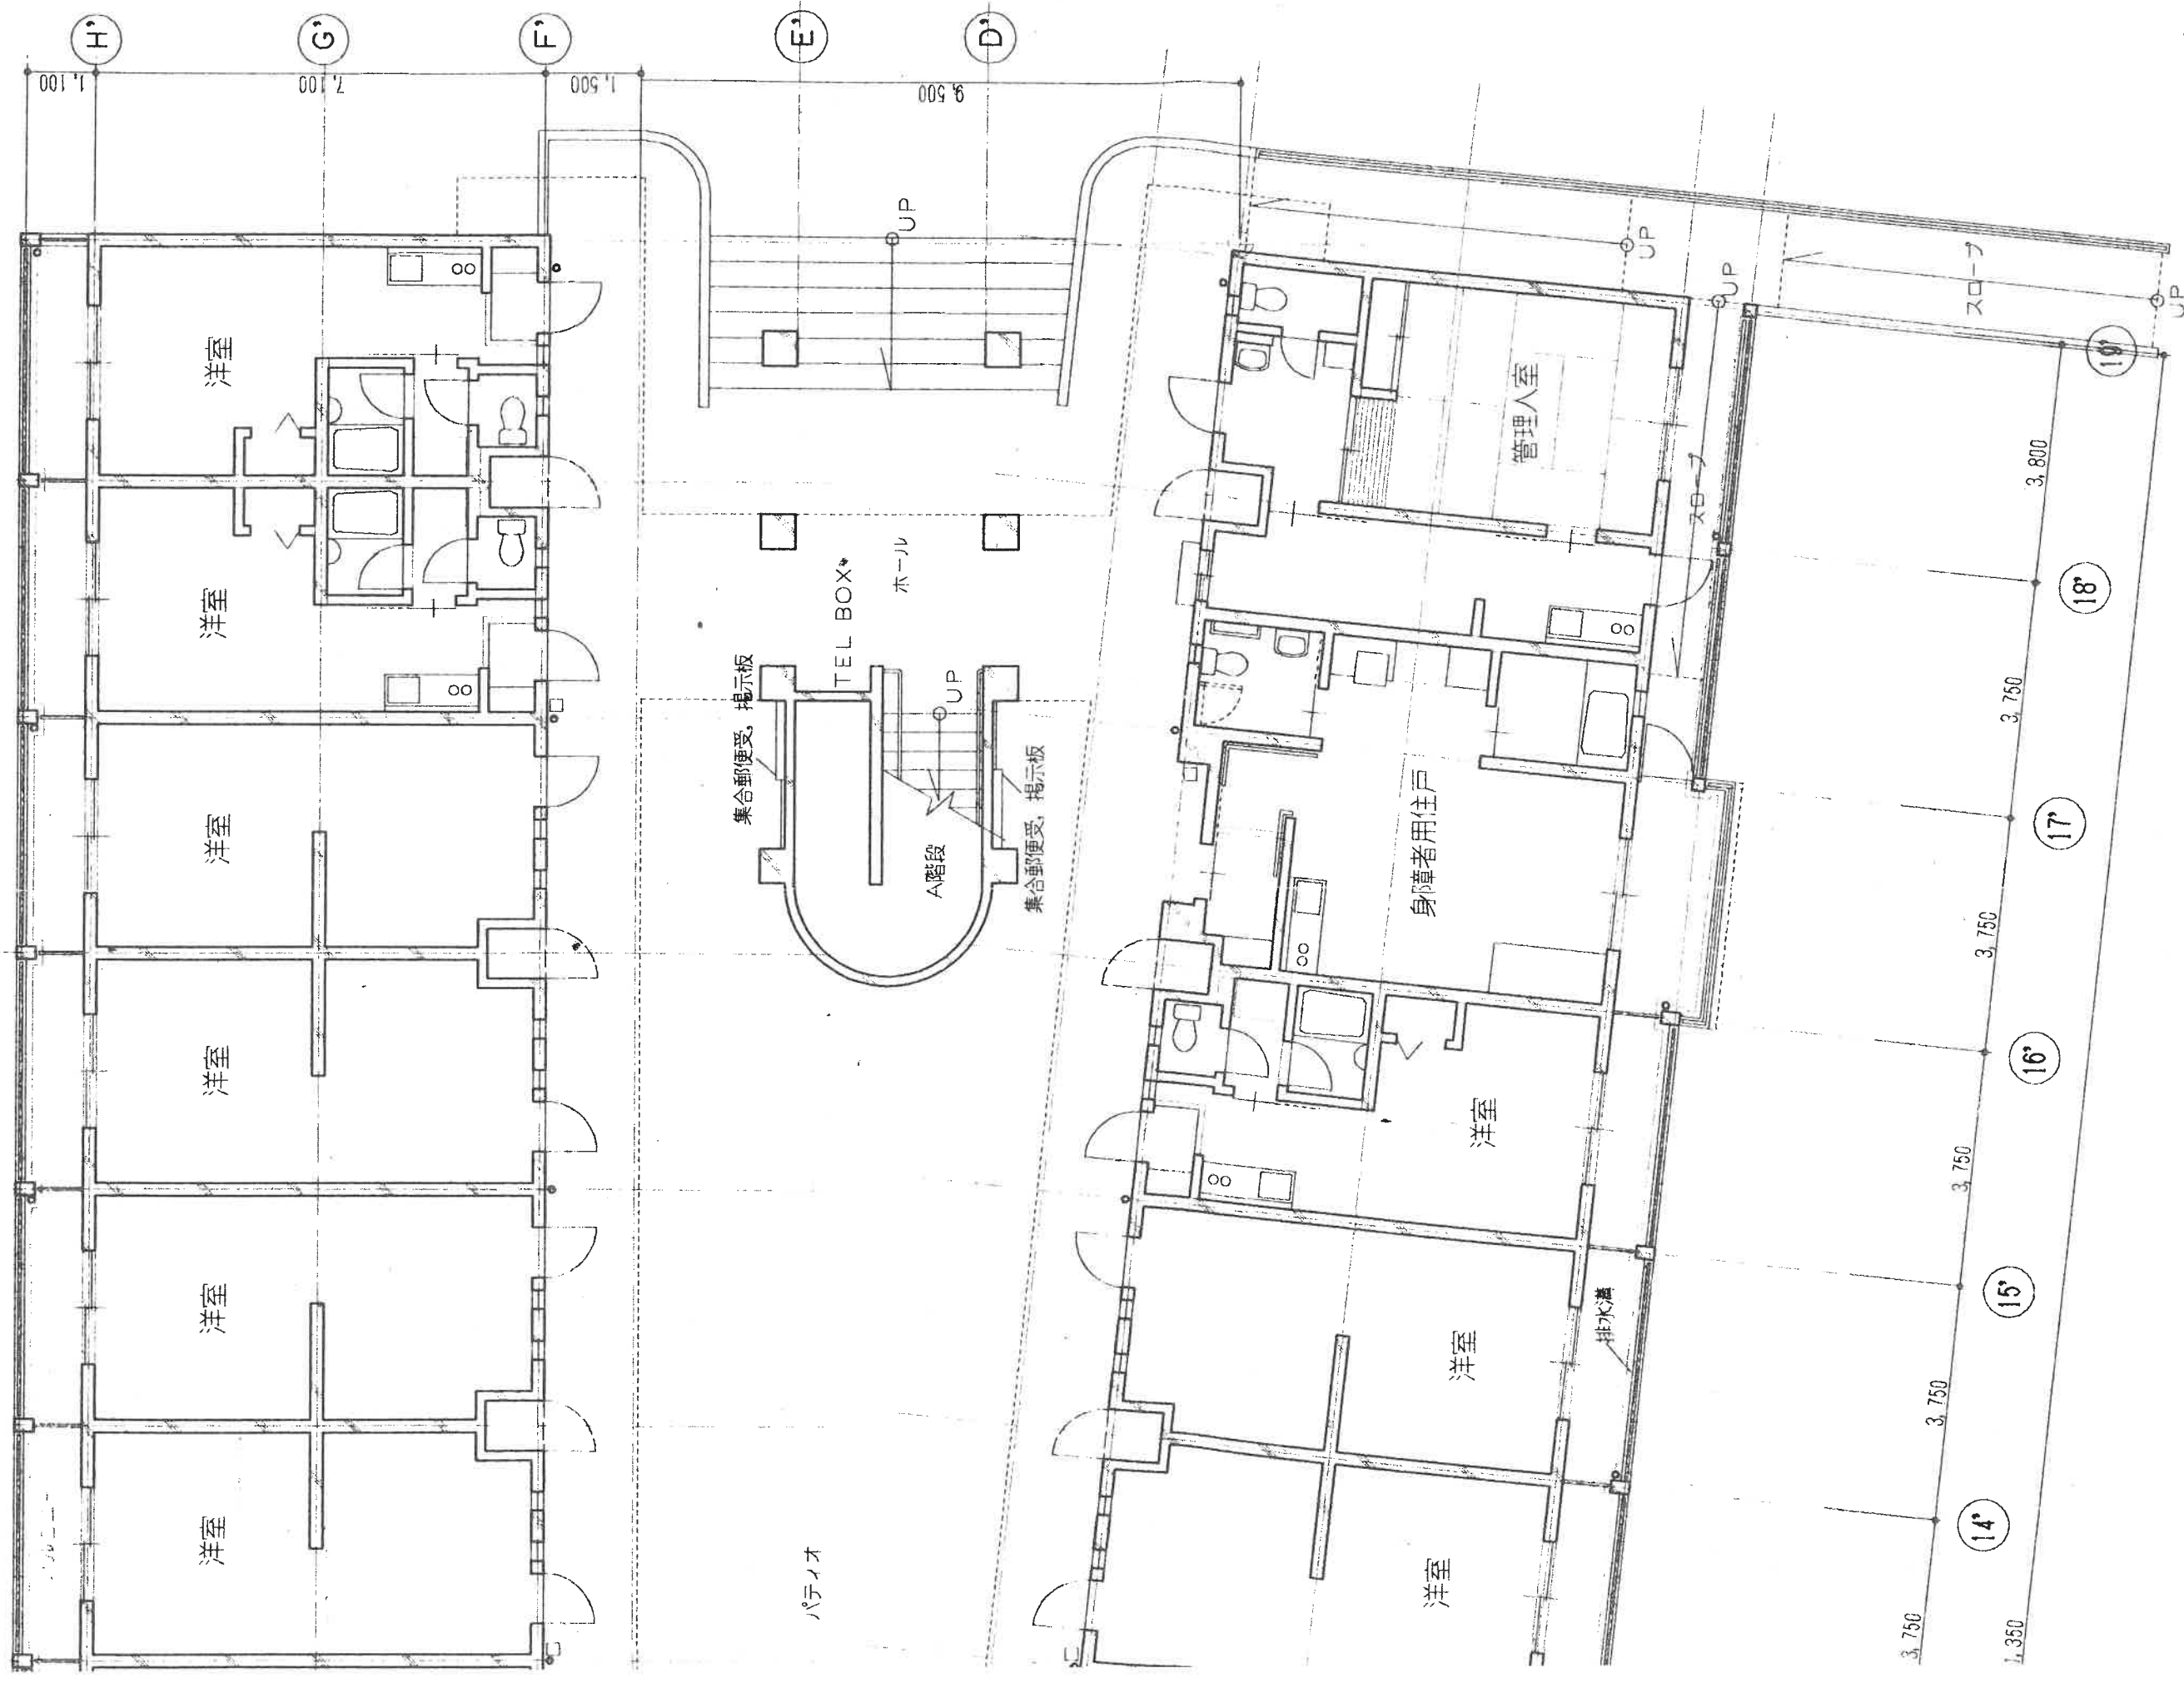 H'
G'
F'
E'
D'
1,100
7,100
1,500
9,500
UP
洋室
洋室
洋室
洋室
洋室
洋室
TEL BOX
ホール
集合郵便受，掲示板
UP
A階段
集合郵便受，掲示板
パティオ
管理人室
身障者用住戸
洋室
洋室
洋室
排水溝
UP
UP
スロープ
スロープ
UP
19'
18'
17'
16'
15'
14'
3,800
3,750
3,750
3,750
3,750
3,750